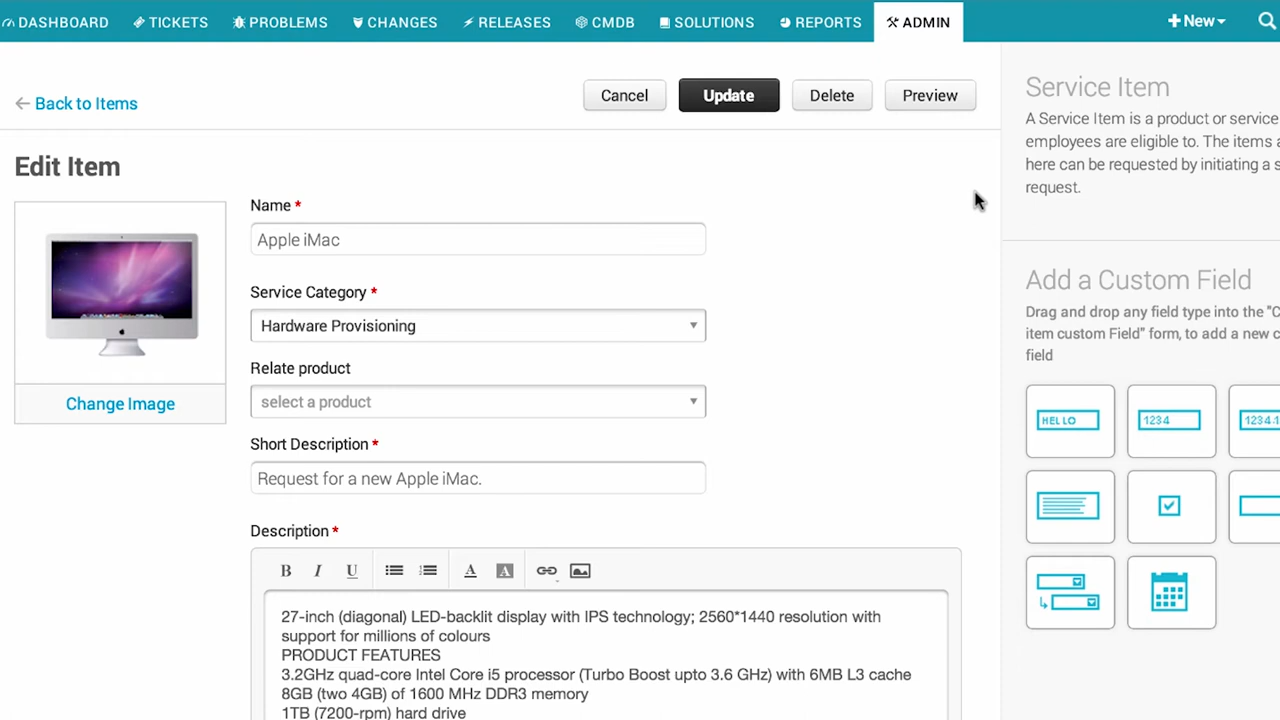 DASHBOARD TICKETS PROBLEMS CHANGES RELEASES CMDB SOLUTIONS REPORTS ADMIN New
Back to Items
Cancel Update Delete Preview
Edit Item
Change Image
Name *
Apple iMac
Service Category *
Hardware Provisioning
Relate product
select a product
Short Description *
Request for a new Apple iMac.
Description *
B I U A A
27-inch (diagonal) LED-backlit display with IPS technology; 2560*1440 resolution with
support for millions of colours
PRODUCT FEATURES
3.2GHz quad-core Intel Core i5 processor (Turbo Boost upto 3.6 GHz) with 6MB L3 cache
8GB (two 4GB) of 1600 MHz DDR3 memory
1TB (7200-rpm) hard drive
Service Item
A Service Item is a product or service
employees are eligible to. The items a
here can be requested by initiating a s
request.
Add a Custom Field
Drag and drop any field type into the "C
item custom Field" form, to add a new c
field
HELLO 1234 1234.1